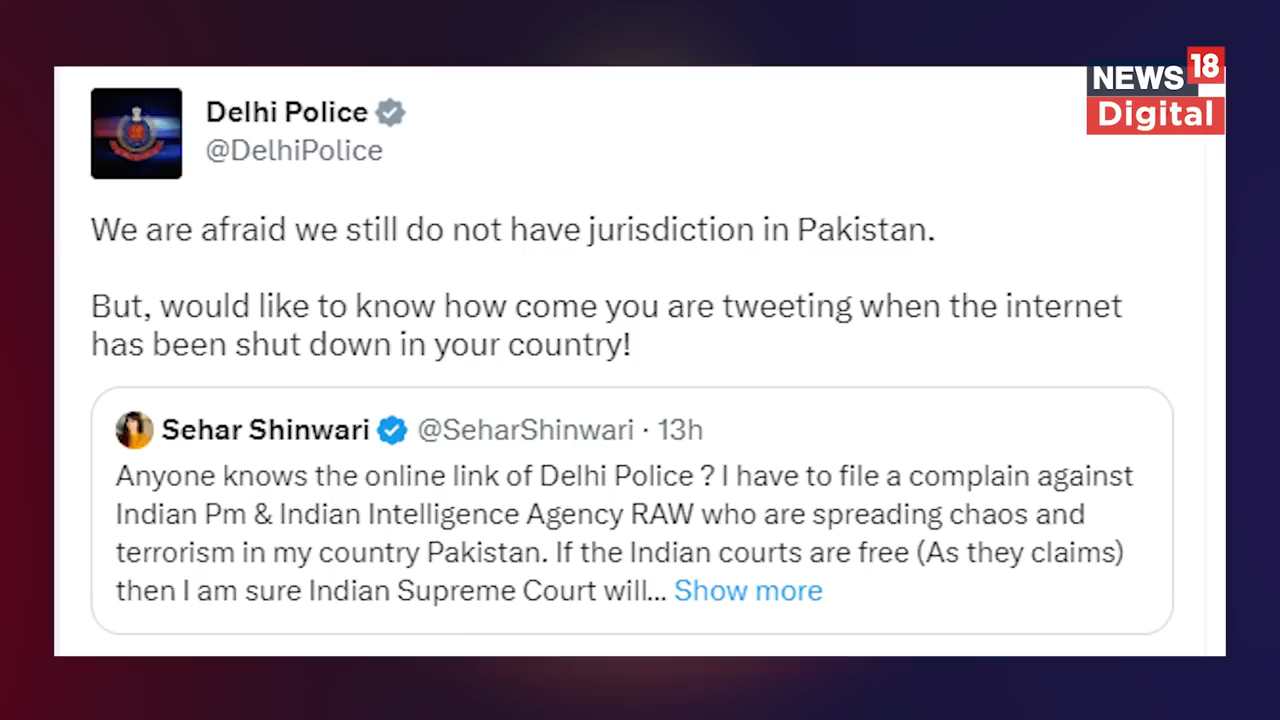 NEWS 18
Digital
Delhi Police
@DelhiPolice
We are afraid we still do not have jurisdiction in Pakistan.
But, would like to know how come you are tweeting when the internet
has been shut down in your country!
Sehar Shinwari @SeharShinwari · 13h
Anyone knows the online link of Delhi Police ? I have to file a complain against
Indian Pm & Indian Intelligence Agency RAW who are spreading chaos and
terrorism in my country Pakistan. If the Indian courts are free (As they claims)
then I am sure Indian Supreme Court will... Show more